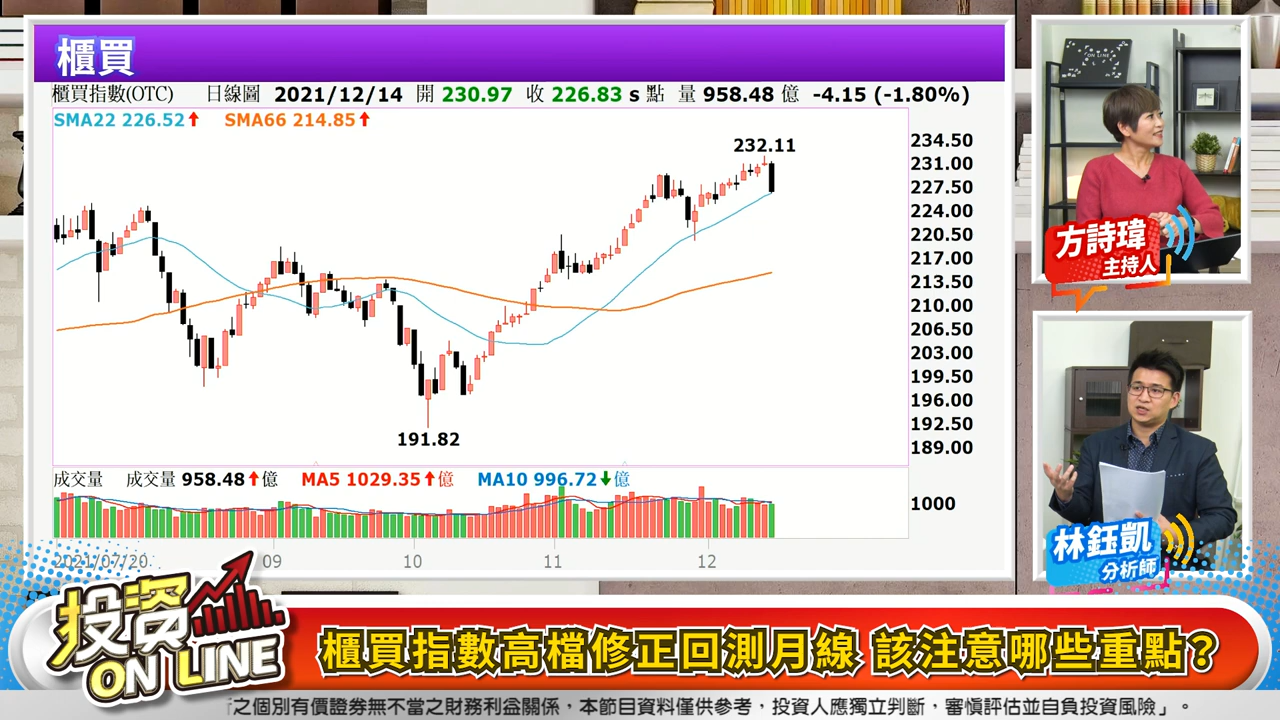 櫃買
櫃買指數(OTC) 日線圖 2021/12/14 開 230.97 收 226.83 s 點 量 958.48 億 -4.15 (-1.80%)
SMA22 226.52↑ SMA66 214.85↑
232.11
191.82
234.50
231.00
227.50
224.00
220.50
217.00
213.50
210.00
206.50
203.00
199.50
196.00
192.50
189.00
成交量 成交量 958.48↑億 MA5 1029.35↑億 MA10 996.72↓億
1000
2021/07/20 09 10 11 12
ON LINE
方詩瑋
主持人
林鈺凱
分析師
投資
ON LINE
櫃買指數高檔修正回測月線 該注意哪些重點？
之個別有價證券無不當之財務利益關係，本節目資料僅供參考，投資人應獨立判斷，審慎評估並自負投資風險」。